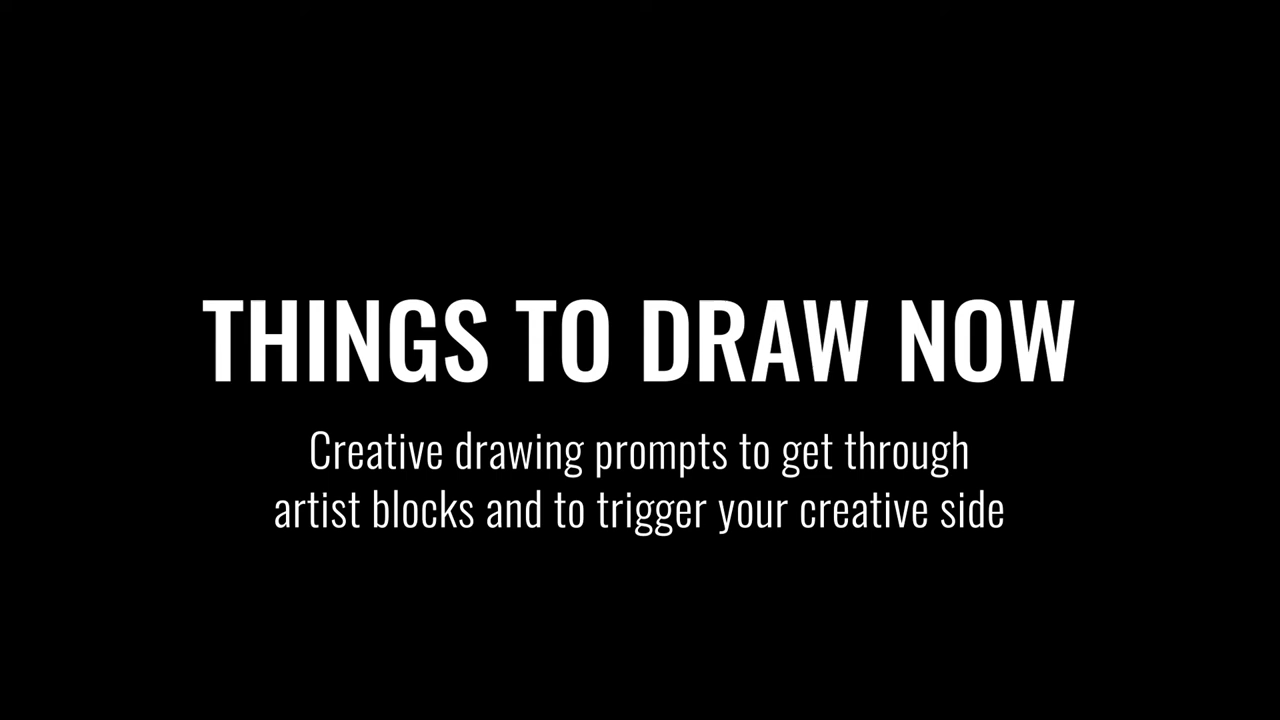 THINGS TO DRAW NOW
Creative drawing prompts to get through
artist blocks and to trigger your creative side